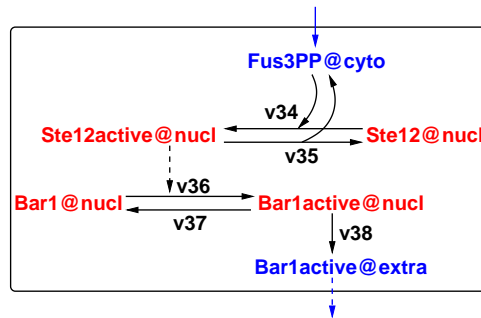 Fus3PP@cyto
v34
Ste12active@nucl
Ste12@nucl
v35
v36
Bar1@nucl
Bar1active@nucl
v37
v38
Bar1active@extra